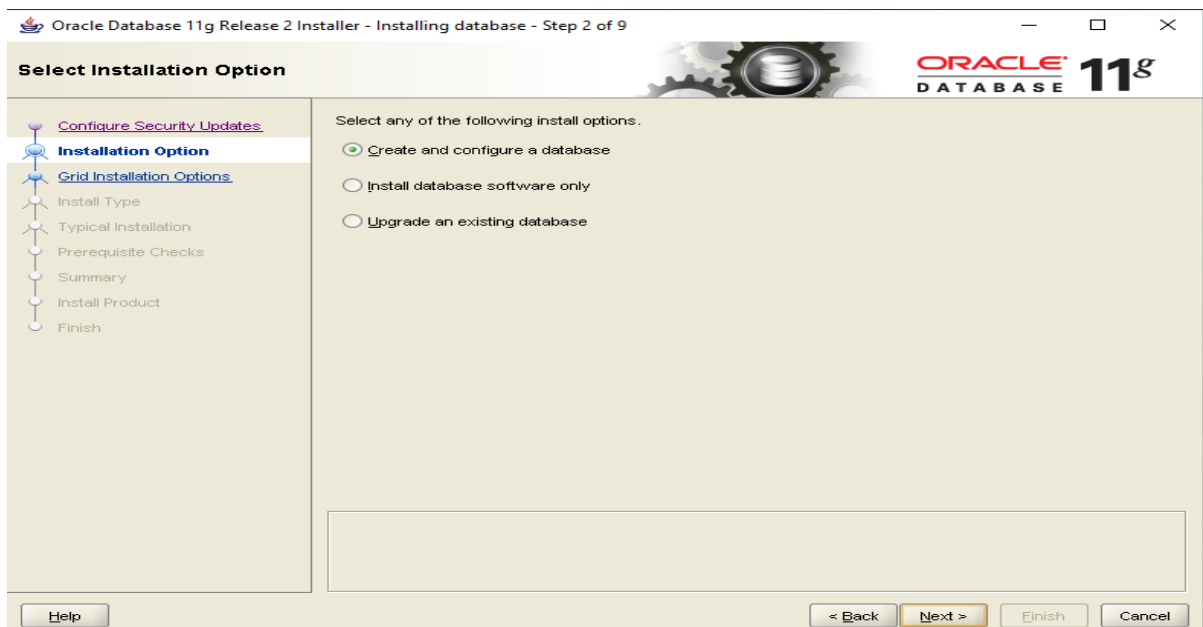 Oracle Database 11g Release 2 Installer - Installing database - Step 2 of 9
Select Installation Option
ORACLE DATABASE 11g
Configure Security Updates
Installation Option
Grid Installation Options
Install Type
Typical Installation
Prerequisite Checks
Summary
Install Product
Finish
Select any of the following install options.
Create and configure a database
Install database software only
Upgrade an existing database
Help
< Back
Next >
Finish
Cancel